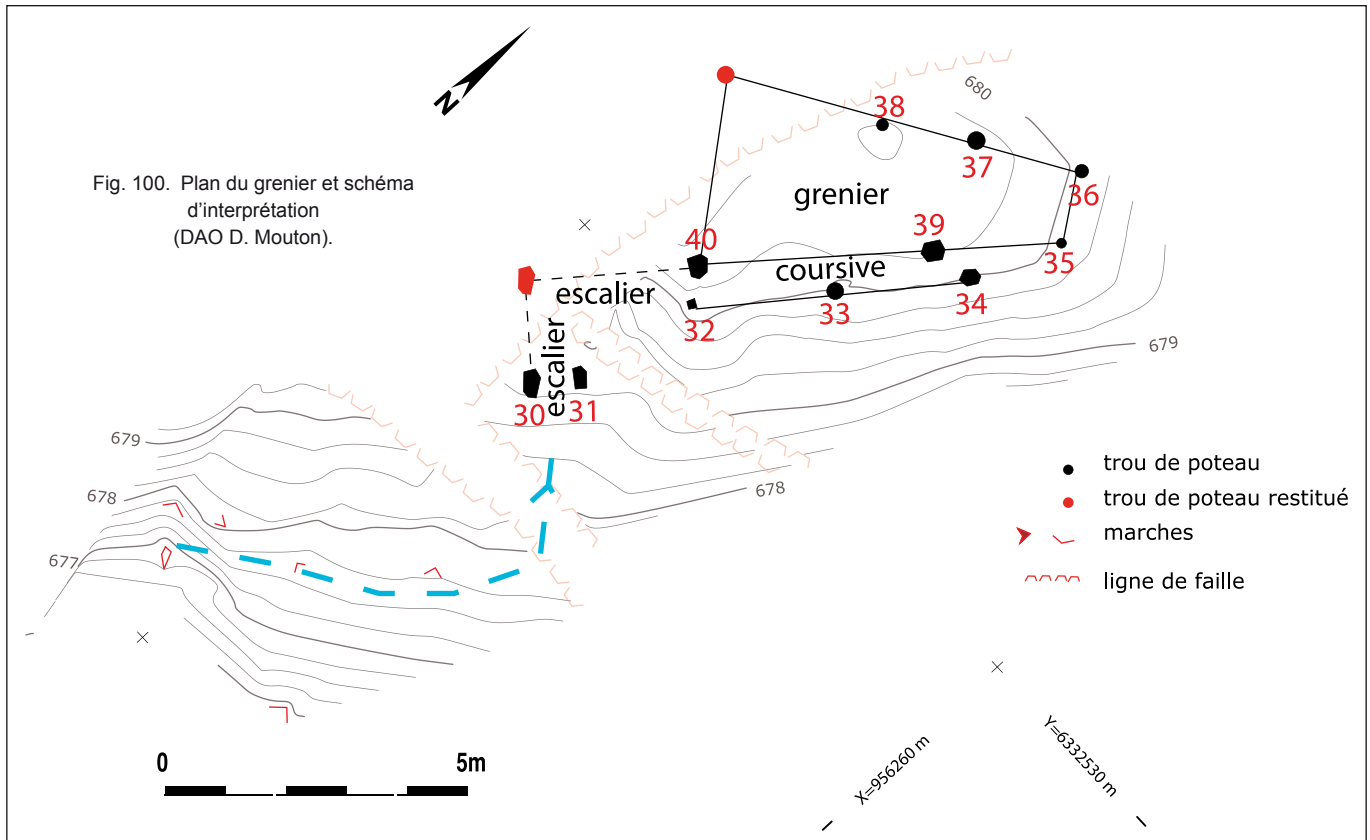 N
680
38
37
36
Fig. 100. Plan du grenier et schéma
d'interprétation
(DAO D. Mouton).
grenier
40
39
35
coursive
escalier
34
33
32
679
escalier
30
31
679
678
678
677
trou de poteau
trou de poteau restitué
marches
ligne de faille
0
5m
X=956260 m
Y=6332530 m